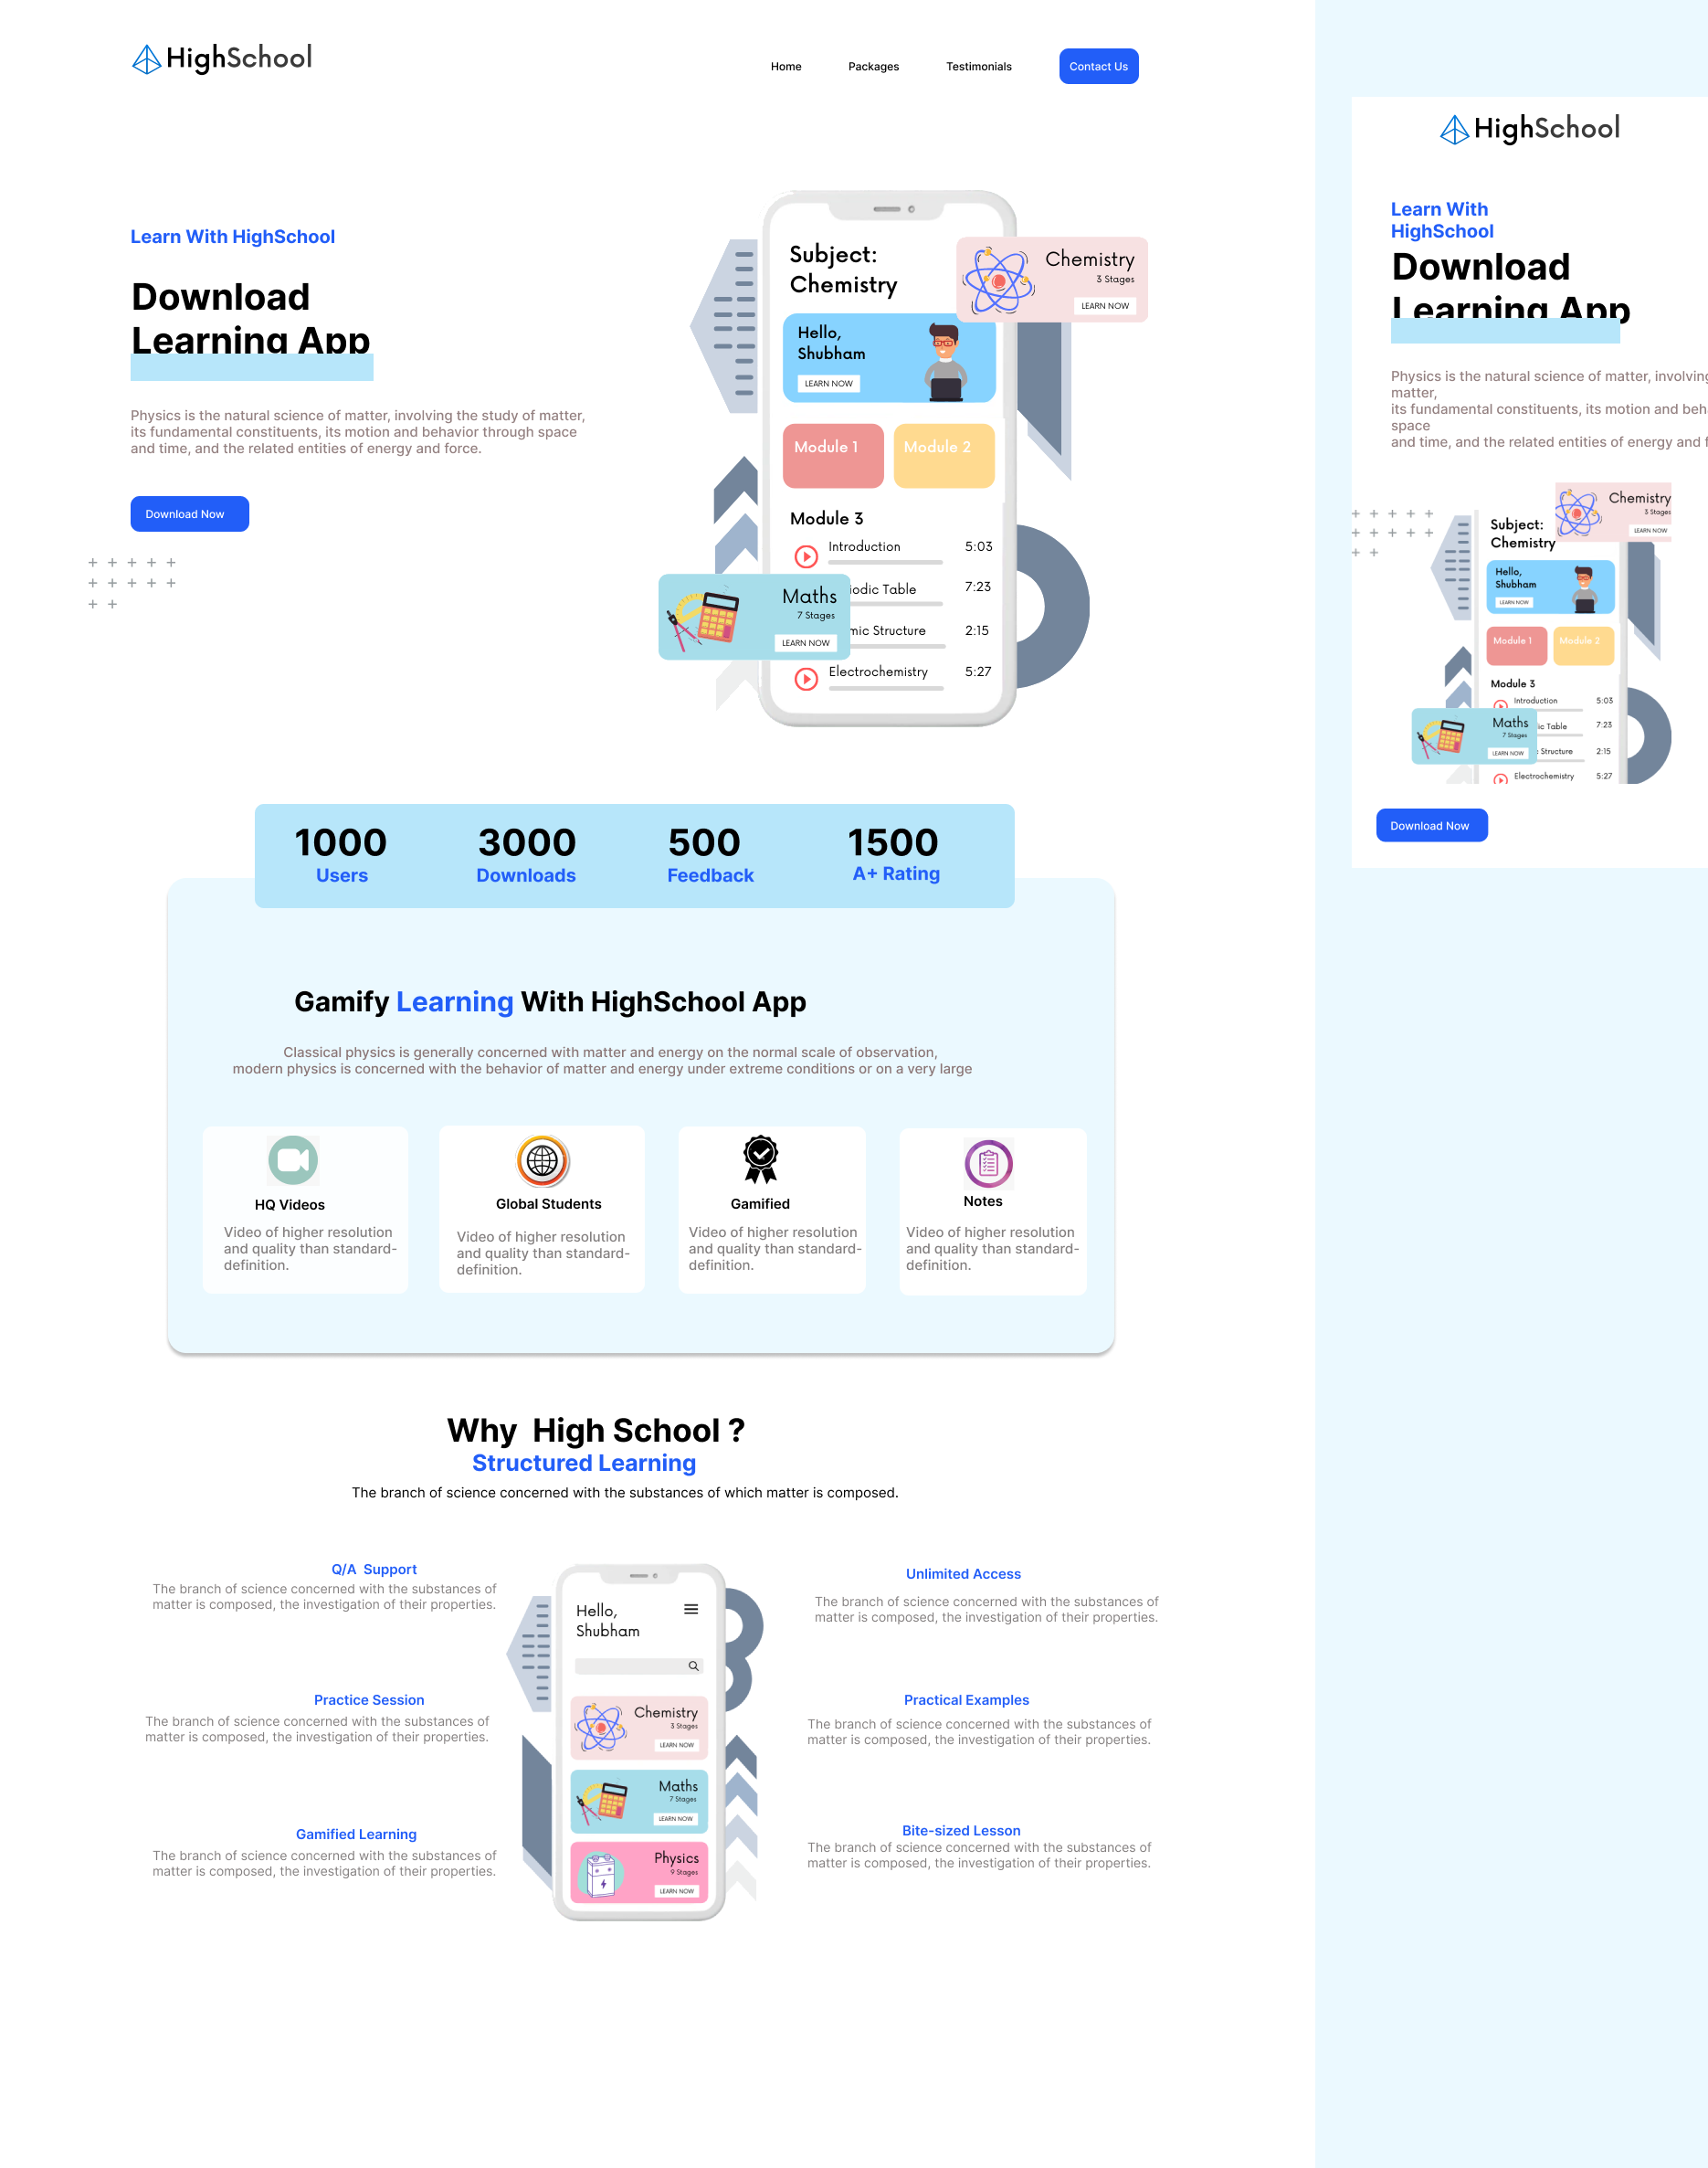 HighSchool
Home
Packages
Testimonials
Contact Us
Learn With HighSchool
Download
Learning App
Physics is the natural science of matter, involving the study of matter,
its fundamental constituents, its motion and behavior through space
and time, and the related entities of energy and force.
Download Now
Subject:
Chemistry
Chemistry
3 Stages
LEARN NOW
Hello,
Shubham
LEARN NOW
Module 1
Module 2
Module 3
Introduction
5:03
iodic Table
7:23
mic Structure
2:15
Electrochemistry
5:27
Maths
7 Stages
LEARN NOW
1000
Users
3000
Downloads
500
Feedback
1500
A+ Rating
Gamify Learning With HighSchool App
Classical physics is generally concerned with matter and energy on the normal scale of observation,
modern physics is concerned with the behavior of matter and energy under extreme conditions or on a very large
HQ Videos
Video of higher resolution
and quality than standard-
definition.
Global Students
Video of higher resolution
and quality than standard-
definition.
Gamified
Video of higher resolution
and quality than standard-
definition.
Notes
Video of higher resolution
and quality than standard-
definition.
Why High School ?
Structured Learning
The branch of science concerned with the substances of which matter is composed.
Q/A Support
The branch of science concerned with the substances of
matter is composed, the investigation of their properties.
Practice Session
The branch of science concerned with the substances of
matter is composed, the investigation of their properties.
Gamified Learning
The branch of science concerned with the substances of
matter is composed, the investigation of their properties.
Hello,
Shubham
Chemistry
3 Stages
LEARN NOW
Maths
7 Stages
LEARN NOW
Physics
9 Stages
LEARN NOW
Unlimited Access
The branch of science concerned with the substances of
matter is composed, the investigation of their properties.
Practical Examples
The branch of science concerned with the substances of
matter is composed, the investigation of their properties.
Bite-sized Lesson
The branch of science concerned with the substances of
matter is composed, the investigation of their properties.
HighSchool
Learn With
HighSchool
Download
Learning App
Physics is the natural science of matter, involving
matter,
its fundamental constituents, its motion and beh
space
and time, and the related entities of energy and f
Chemistry
3 Stages
LEARN NOW
Subject:
Chemistry
Hello,
Shubham
LEARN NOW
Module 1
Module 2
Module 3
Introduction
5:03
ic Table
7:23
Structure
2:15
Electrochemistry
5:27
Maths
7 Stages
LEARN NOW
Download Now